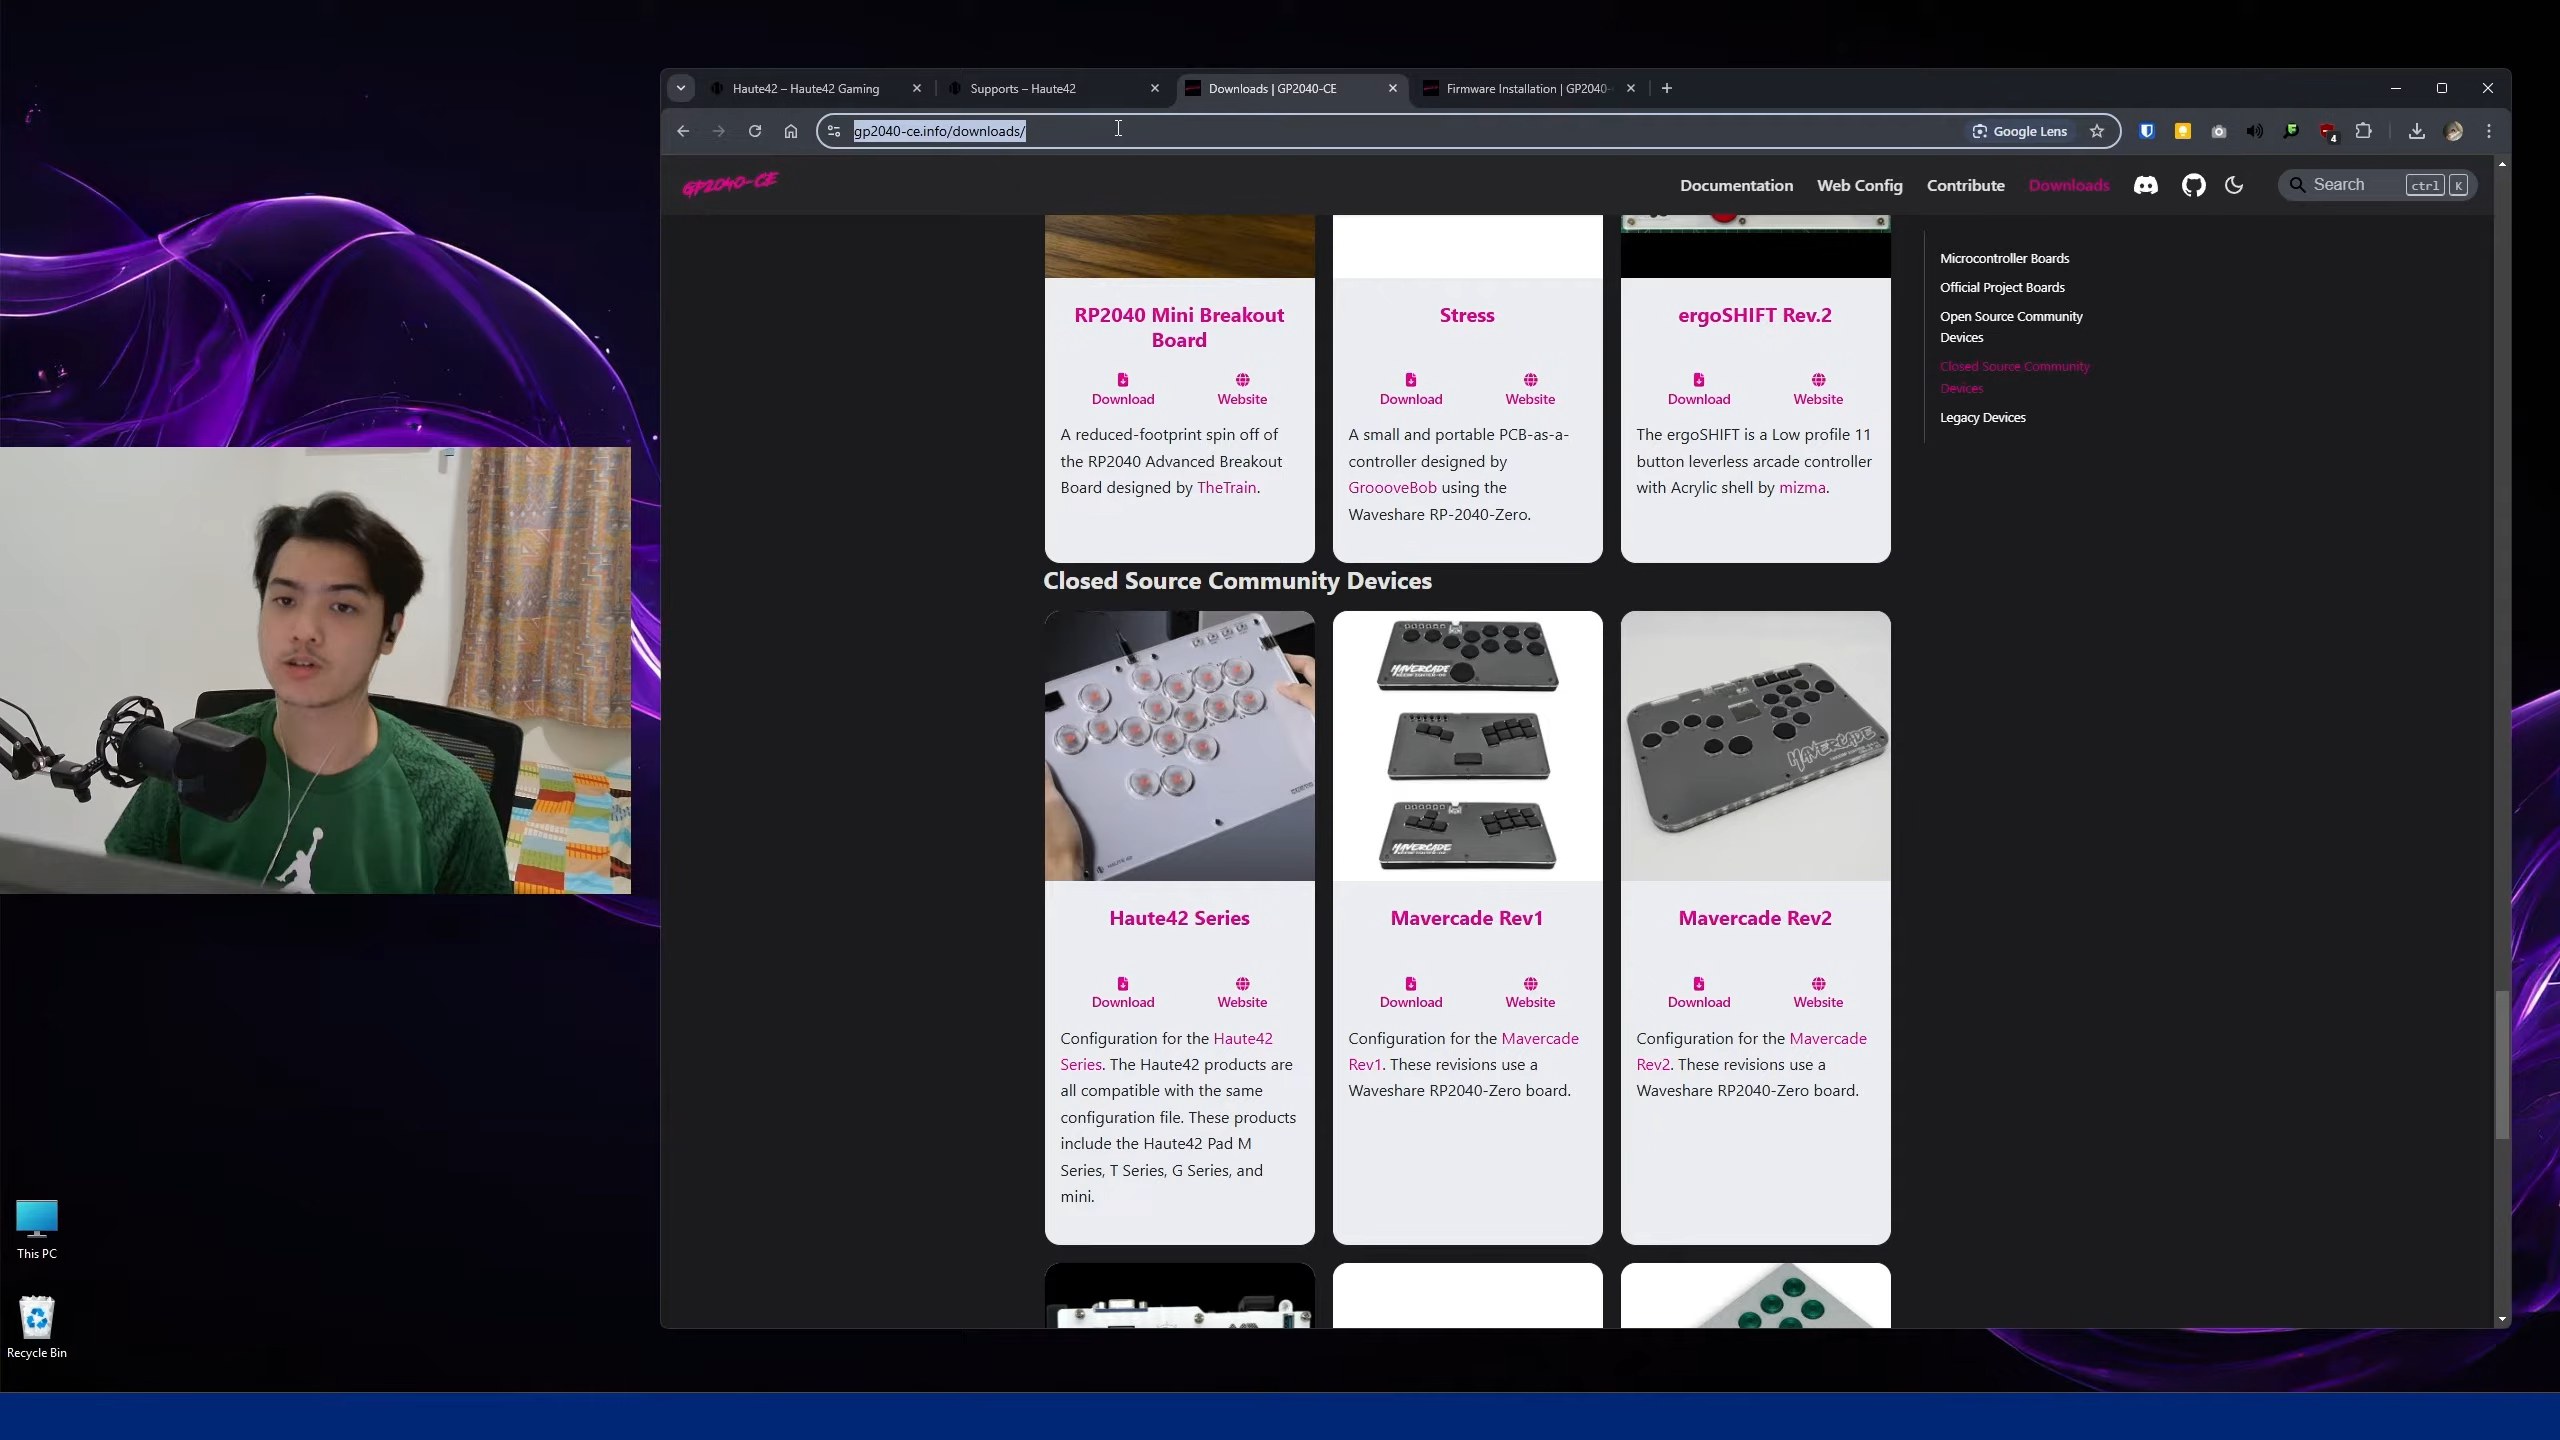 Haute42 – Haute42 Gaming
Supports – Haute42
Downloads | GP2040-CE
Firmware Installation | GP2040-
gp2040-ce.info/downloads/
Google Lens
4
GP2040-CE
Documentation
Web Config
Contribute
Downloads
Search
ctrl
K
Microcontroller Boards
Official Project Boards
Open Source Community
Devices
Closed Source Community
Devices
Legacy Devices
RP2040 Mini Breakout
Board
Download
Website
A reduced-footprint spin off of
the RP2040 Advanced Breakout
Board designed by TheTrain.
Stress
Download
Website
A small and portable PCB-as-a-
controller designed by
GroooveBob using the
Waveshare RP-2040-Zero.
ergoSHIFT Rev.2
Download
Website
The ergoSHIFT is a Low profile 11
button leverless arcade controller
with Acrylic shell by mizma.
Closed Source Community Devices
HAUTE 42
MAVERCADE
MAVERCADE
MAVERCADE
Haute42 Series
Download
Website
Configuration for the Haute42
Series. The Haute42 products are
all compatible with the same
configuration file. These products
include the Haute42 Pad M
Series, T Series, G Series, and
mini.
Mavercade Rev1
Download
Website
Configuration for the Mavercade
Rev1. These revisions use a
Waveshare RP2040-Zero board.
Mavercade Rev2
Download
Website
Configuration for the Mavercade
Rev2. These revisions use a
Waveshare RP2040-Zero board.
This PC
Recycle Bin